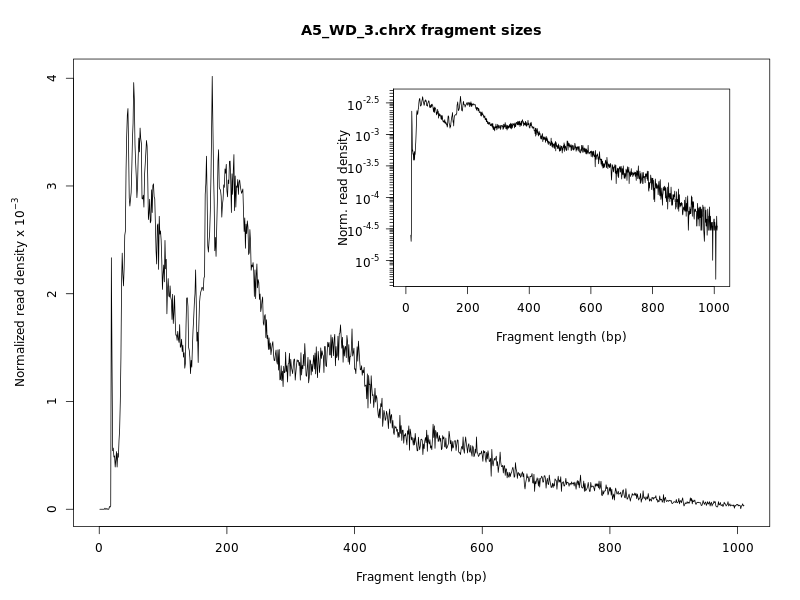 A5_WD_3.chrX fragment sizes
Normalized read density x 10⁻³
4
3
2
1
0
0 200 400 600 800 1000
Fragment length (bp)
Norm. read density
10^-2.5
10^-3
10^-3.5
10^-4
10^-4.5
10^-5
0 200 400 600 800 1000
Fragment length (bp)